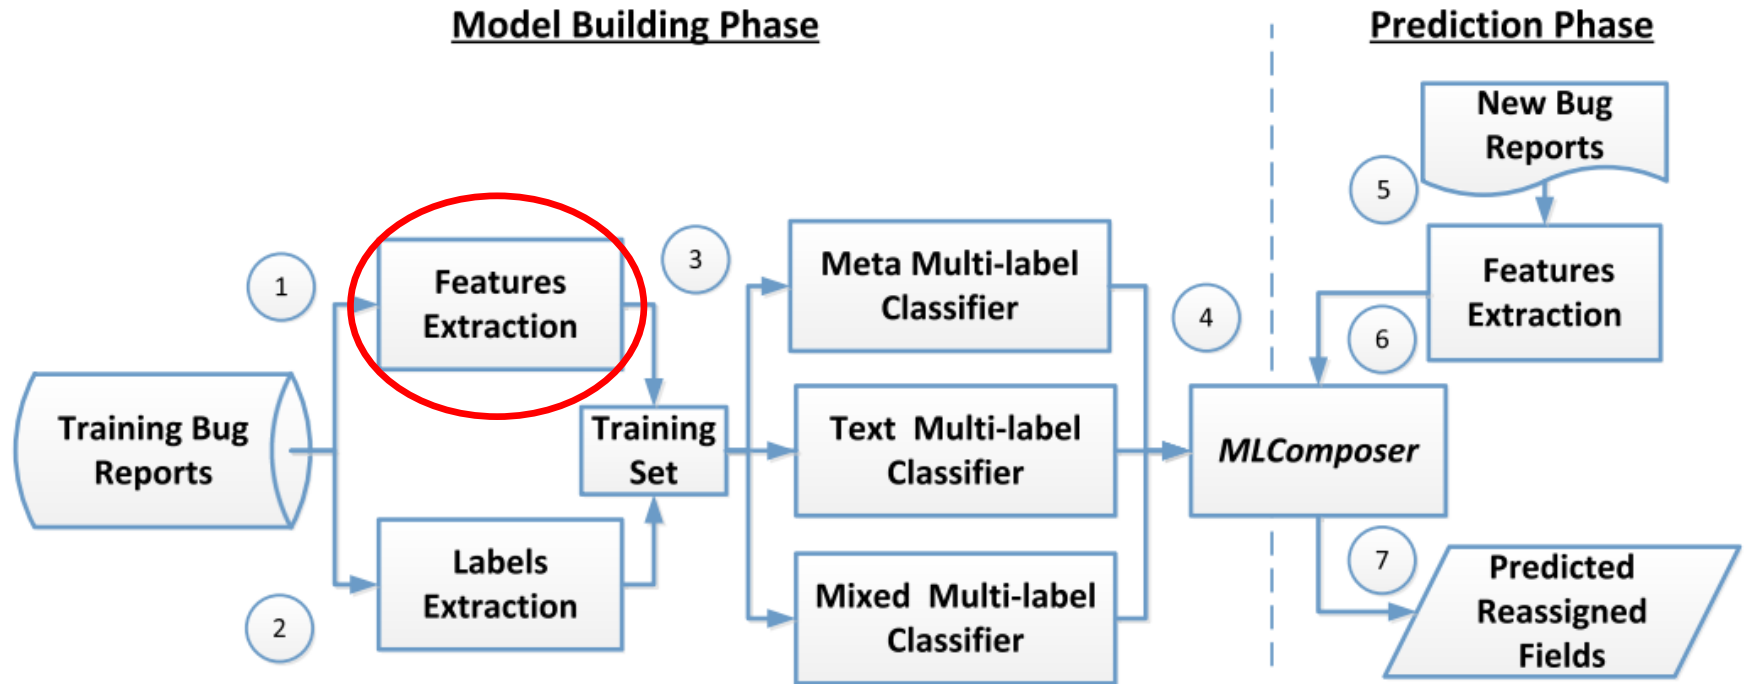 Model Building Phase
Prediction Phase
1
Features
Extraction
3
Meta Multi-label
Classifier
4
New Bug
Reports
5
Features
Extraction
6
Training Bug
Reports
Training
Set
Text  Multi-label
Classifier
MLComposer
2
Labels
Extraction
Mixed  Multi-label
Classifier
7
Predicted
Reassigned
Fields